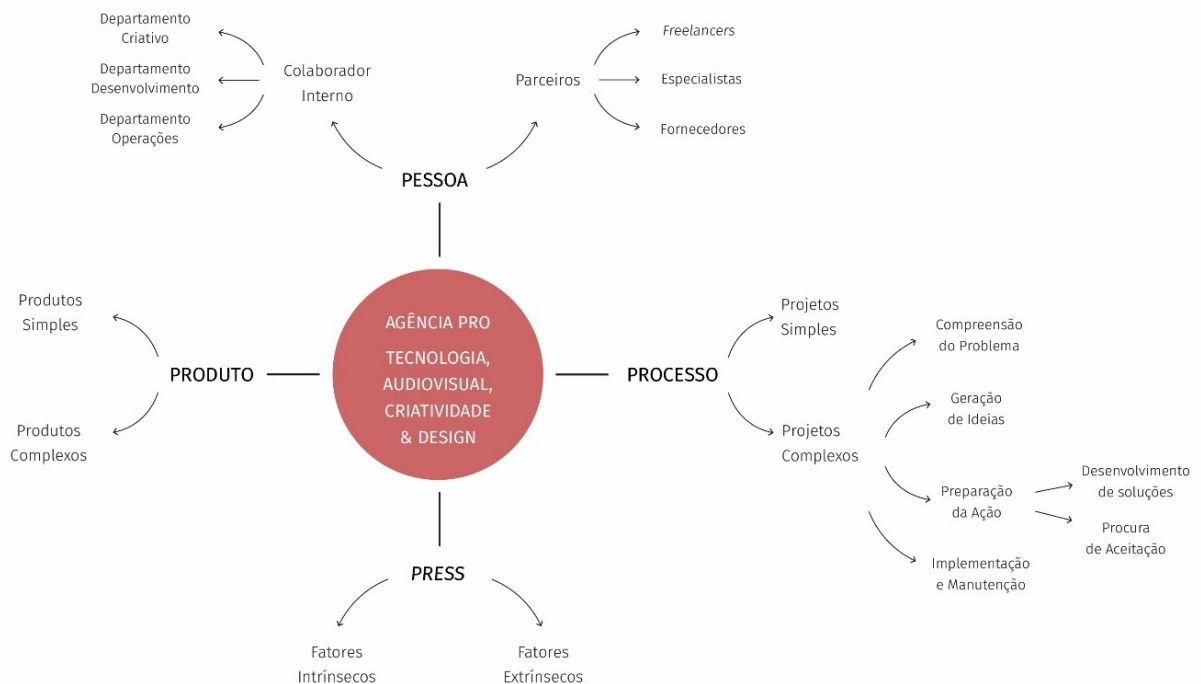 Departamento
Criativo
Departamento
Desenvolvimento
Departamento
Operações
Colaborador
Interno
Parceiros
Freelancers
Especialistas
Fornecedores
PESSOA
Produtos
Simples
PRODUTO
Produtos
Complexos
AGÊNCIA PRO
TECNOLOGIA,
AUDIOVISUAL,
CRIATIVIDADE
& DESIGN
PROCESSO
Projetos
Simples
Projetos
Complexos
Compreensão
do Problema
Geração
de Ideias
Preparação
da Ação
Desenvolvimento
de soluções
Procura
de Aceitação
Implementação
e Manutenção
PRESS
Fatores
Intrínsecos
Fatores
Extrínsecos